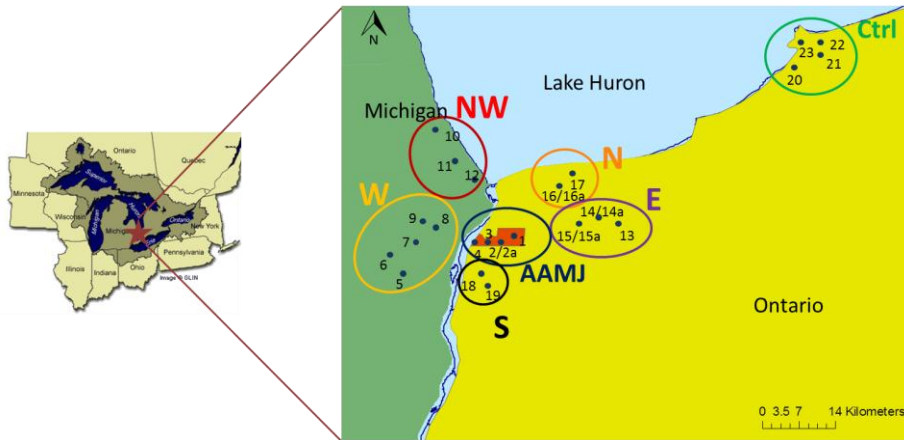 Ontario
Quebec
Minnesota
Superior
Wisconsin
Michigan
Huron
Ontario
Michigan
New York
Pennsylvania
Illinois
Indiana
Ohio
Image © GLIN
N
Ctrl
23
22
21
20
Lake Huron
Michigan
NW
10
11
12
N
17
16/16a
W
9
8
7
6
5
E
14/14a
15/15a
13
3
1
4
2/2a
AAMJ
18
19
S
Ontario
0 3.5 7 14 Kilometers